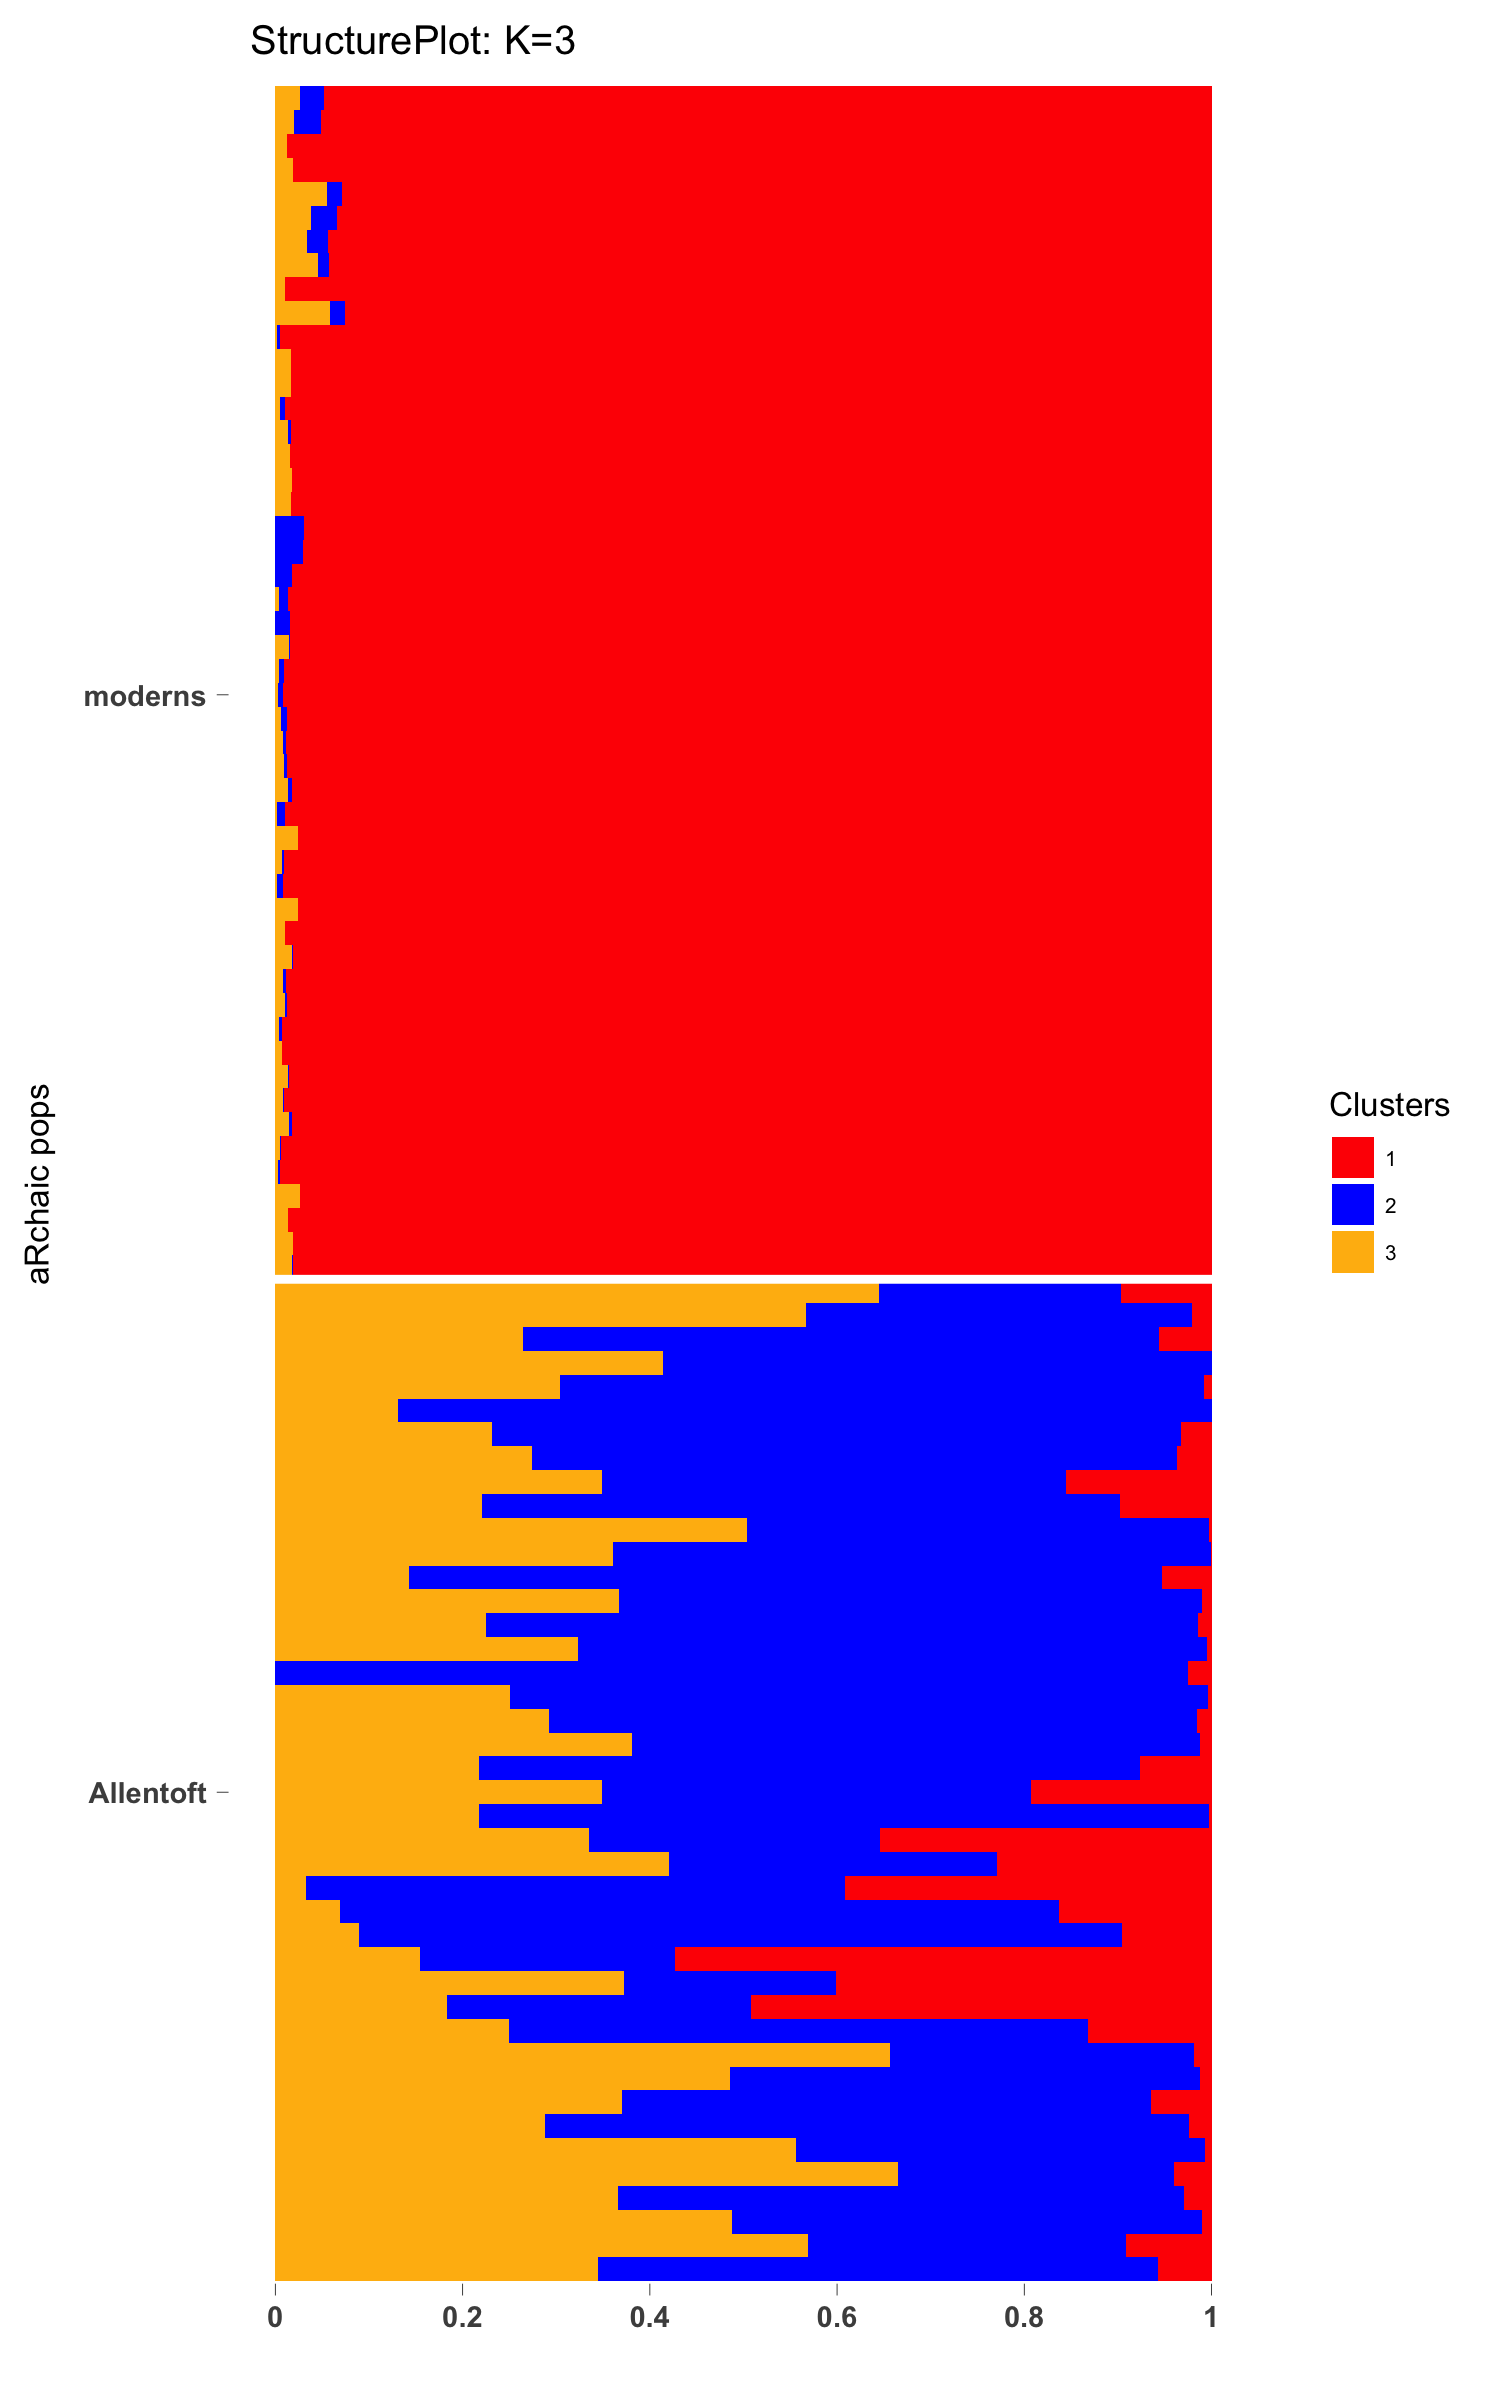 StructurePlot: K=3
moderns
aRchaic pops
Clusters
1
2
3
Allentoft
0 0.2 0.4 0.6 0.8 1